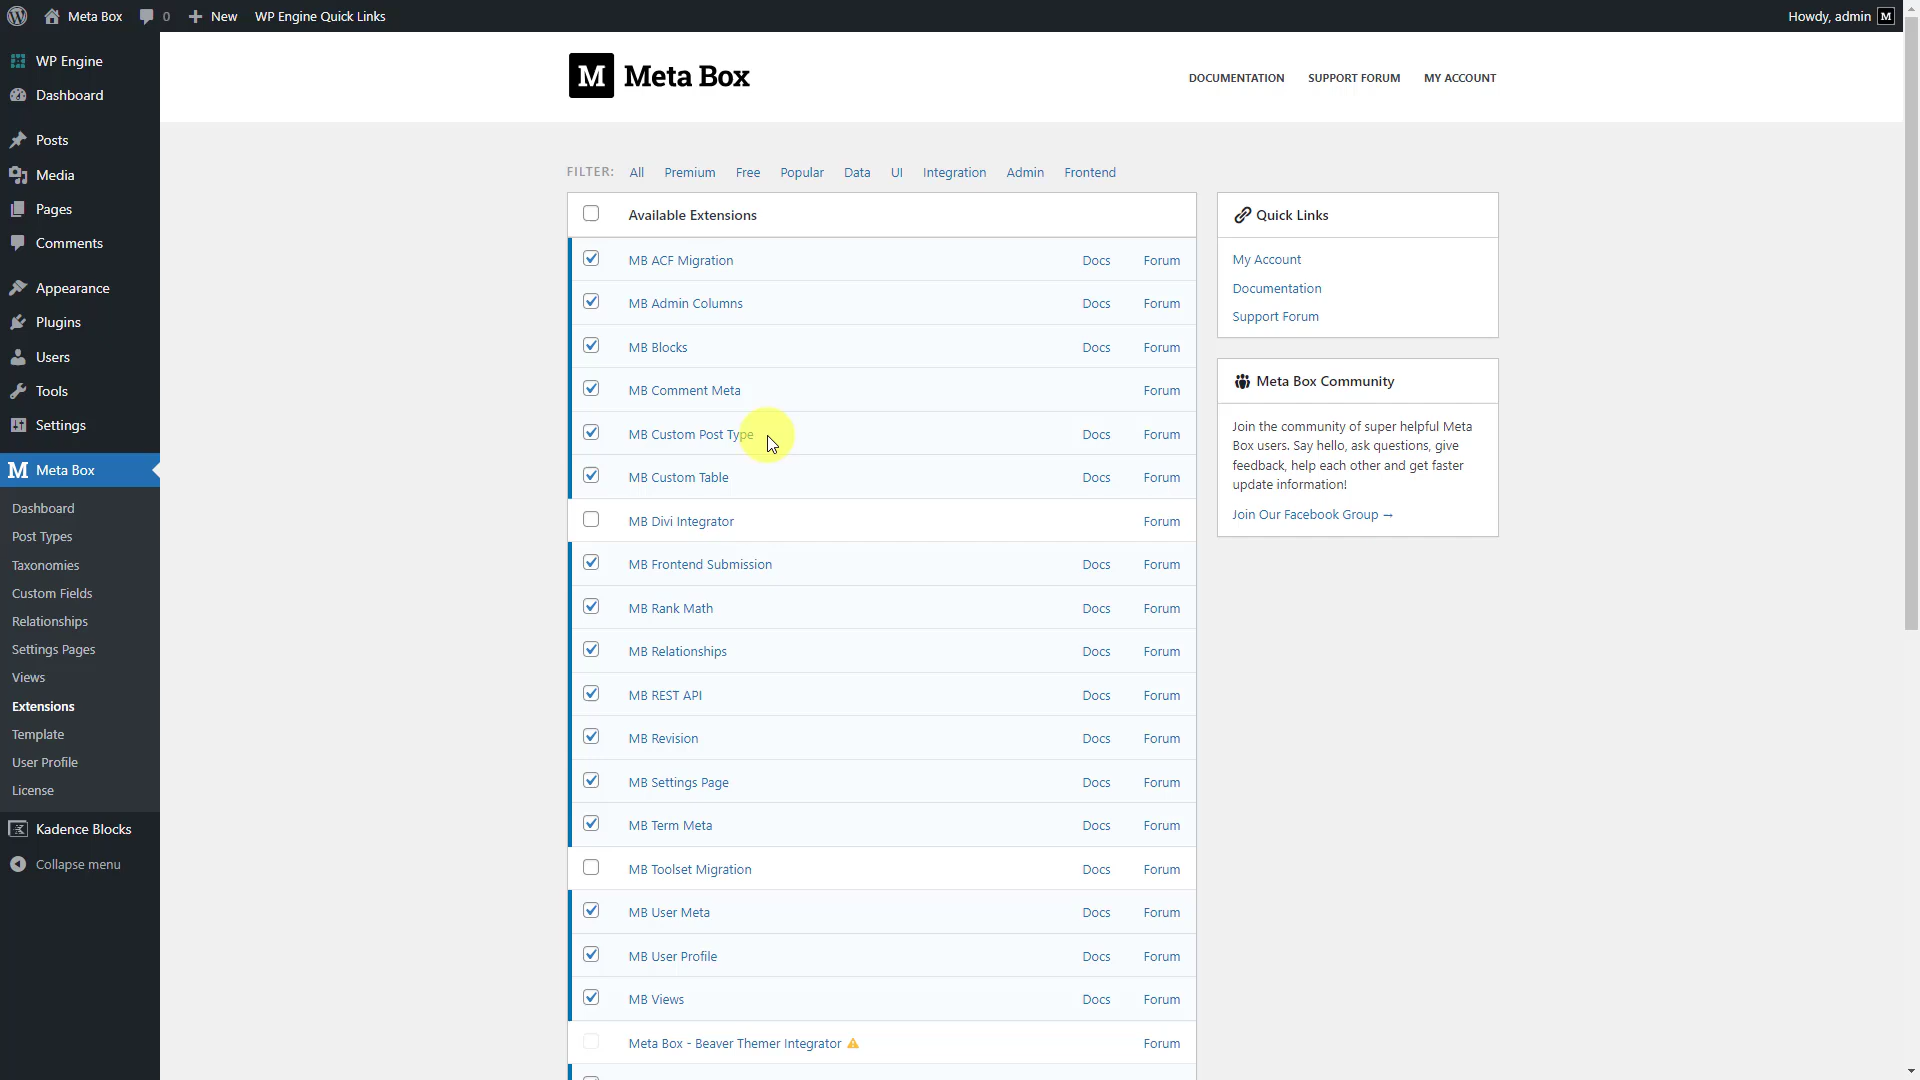 Meta Box 0 New WP Engine Quick Links Howdy, admin M
WP Engine
Dashboard
Posts
Media
Pages
Comments
Appearance
Plugins
Users
Tools
Settings
M Meta Box
Dashboard
Post Types
Taxonomies
Custom Fields
Relationships
Settings Pages
Views
Extensions
Template
User Profile
License
Kadence Blocks
Collapse menu
M Meta Box
DOCUMENTATION SUPPORT FORUM MY ACCOUNT
FILTER: All Premium Free Popular Data UI Integration Admin Frontend
Available Extensions
MB ACF Migration Docs Forum
MB Admin Columns Docs Forum
MB Blocks Docs Forum
MB Comment Meta Forum
MB Custom Post Type Docs Forum
MB Custom Table Docs Forum
MB Divi Integrator Forum
MB Frontend Submission Docs Forum
MB Rank Math Docs Forum
MB Relationships Docs Forum
MB REST API Docs Forum
MB Revision Docs Forum
MB Settings Page Docs Forum
MB Term Meta Docs Forum
MB Toolset Migration Docs Forum
MB User Meta Docs Forum
MB User Profile Docs Forum
MB Views Docs Forum
Meta Box - Beaver Themer Integrator Forum
Quick Links
My Account
Documentation
Support Forum
Meta Box Community
Join the community of super helpful Meta
Box users. Say hello, ask questions, give
feedback, help each other and get faster
update information!
Join Our Facebook Group →